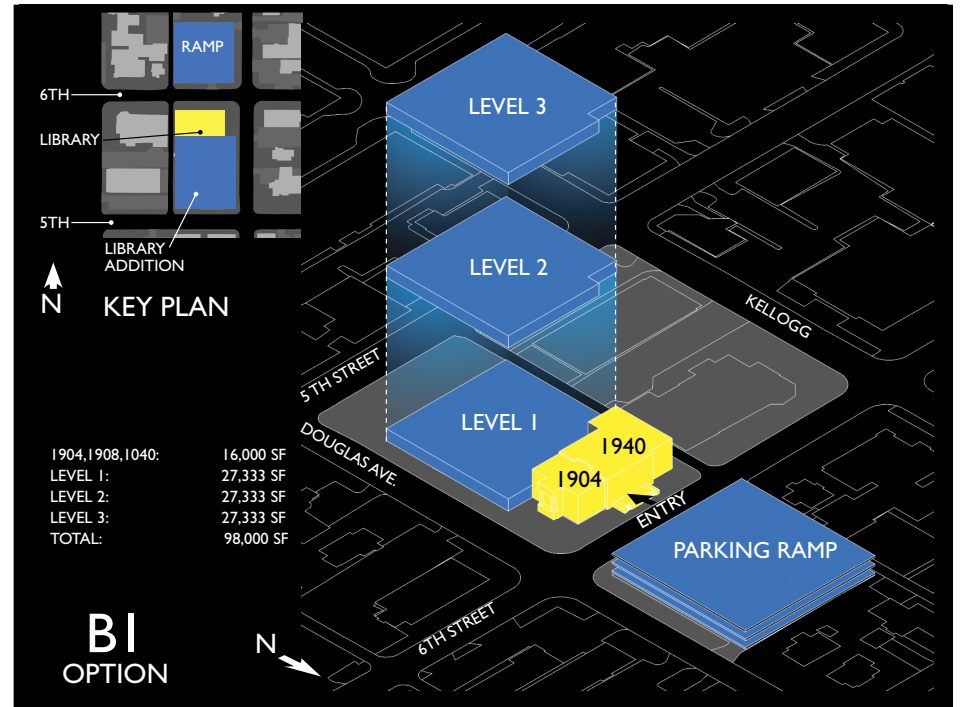 RAMP
6TH
LIBRARY
5TH
LIBRARY
ADDITION
N
KEY PLAN
LEVEL 3
LEVEL 2
KELLOGG
5 TH STREET
LEVEL 1
DOUGLAS AVE.
1940
1904
ENTRY
PARKING RAMP
6TH STREET
1904,1908,1040: 16,000 SF
LEVEL 1: 27,333 SF
LEVEL 2: 27,333 SF
LEVEL 3: 27,333 SF
TOTAL: 98,000 SF
B1
OPTION
N